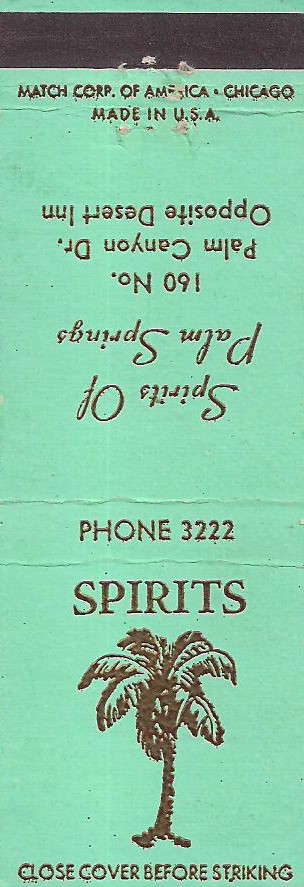 MATCH CORP. OF AMERICA • CHICAGO
MADE IN U.S.A.
Spirits Of
Palm Springs
160 No.
Palm Canyon Dr.
Opposite Desert Inn
PHONE 3222
SPIRITS
CLOSE COVER BEFORE STRIKING